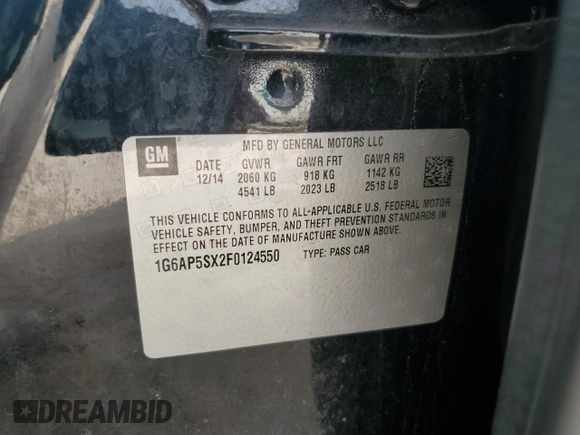 GM
MFD BY GENERAL MOTORS LLC
DATE GVWR GAWR FRT GAWR RR
12/14 2060 KG 918 KG 1142 KG
4541 LB 2023 LB 2518 LB
THIS VEHICLE CONFORMS TO ALL-APPLICABLE U.S. FEDERAL MOTOR
VEHICLE SAFETY, BUMPER, AND THEFT PREVENTION STANDARDS IN
EFFECT ON THE DATE OF MANUFACTURE SHOWN ABOVE.
1G6AP5SX2F0124550 TYPE: PASS CAR
DREAMBID